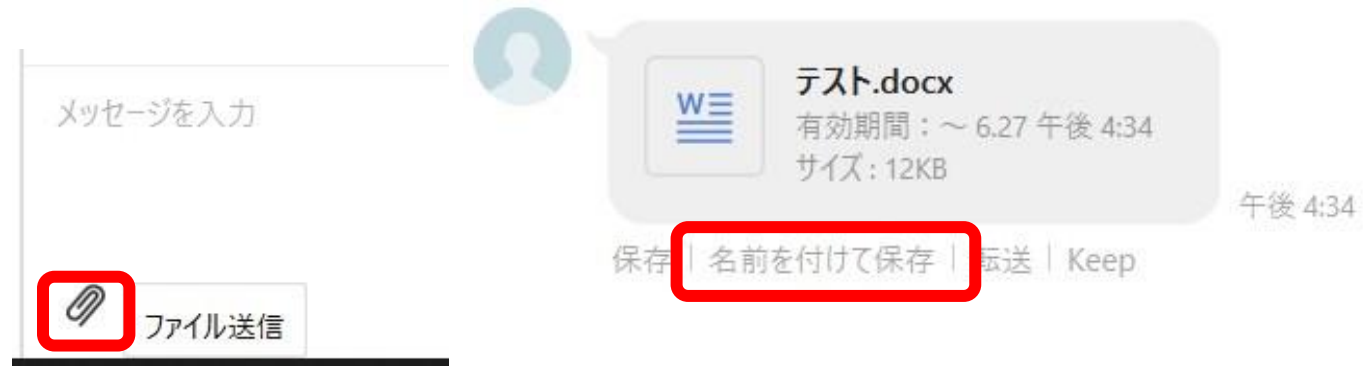 メッセージを入力
ファイル送信
W
テスト.docx
有効期間：～ 6.27 午後 4:34
サイズ : 12KB
午後 4:34
保存 | 名前を付けて保存 | 転送 | Keep